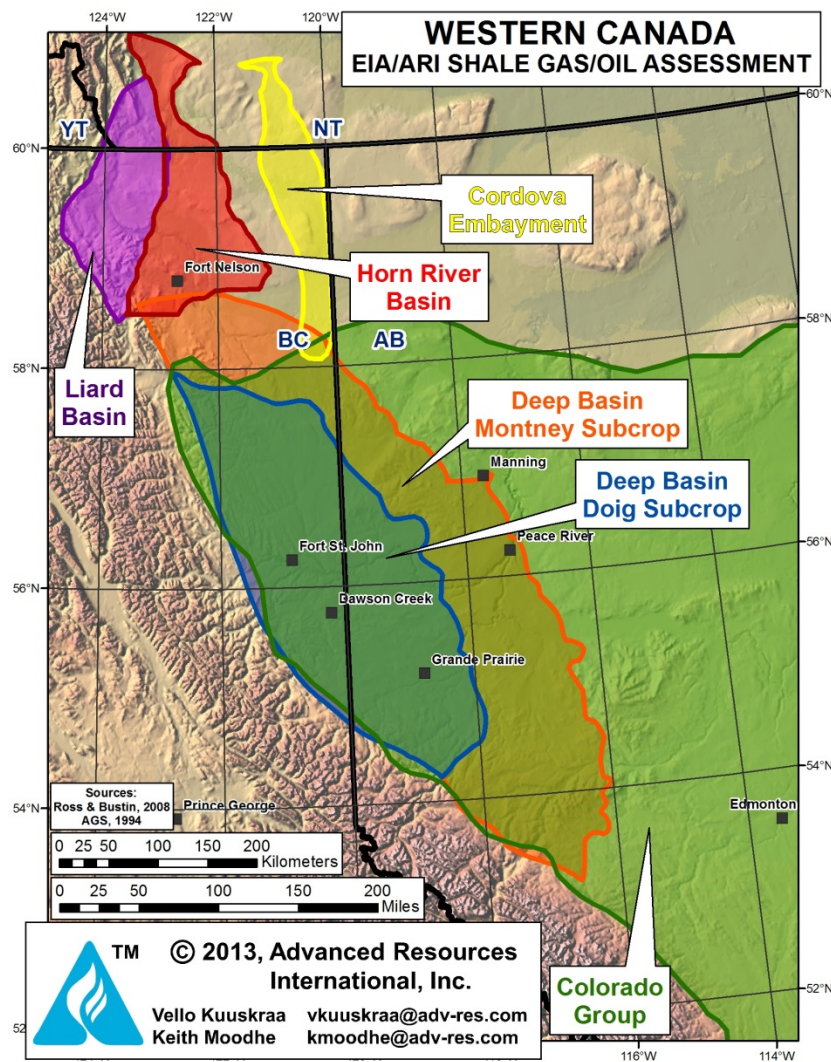 124°W
122°W
120°W
WESTERN CANADA
EIA/ARI SHALE GAS/OIL ASSESSMENT
60°N
YT
NT
60°N
Cordova
Embayment
Fort Nelson
Horn River
Basin
58°N
BC
AB
58°N
Liard
Basin
Deep Basin
Montney Subcrop
Manning
Deep Basin
Doig Subcrop
56°N
Peace River
Fort St. John
56°N
Dawson Creek
Grande Prairie
54°N
Sources:
Ross & Bustin, 2008
AGS, 1994
54°N
Prince George
Edmonton
0 25 50 100 150 200
Kilometers
0 25 50 100 150 200
Miles
TM
© 2013, Advanced Resources
International, Inc.
Vello Kuuskraa vkuuskraa@adv-res.com
Keith Moodhe kmoodhe@adv-res.com
Colorado
Group
52°N
116°W
114°W